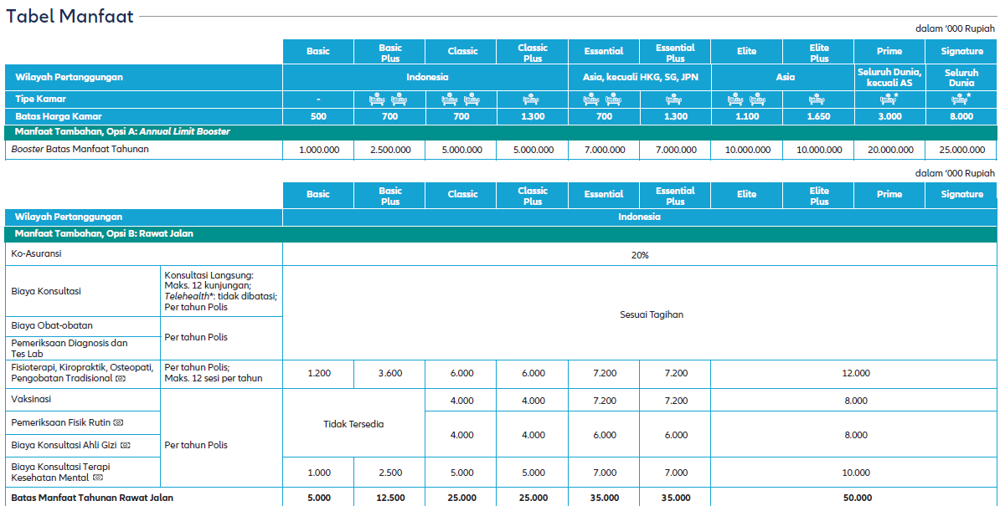 Tabel Manfaat
dalam ‘000 Rupiah
Basic Basic Plus Classic Classic Plus Essential Essential Plus Elite Elite Plus Prime Signature
Wilayah Pertanggungan Indonesia Asia, kecuali HKG, SG, JPN Asia Seluruh Dunia, kecuali AS Seluruh Dunia
Tipe Kamar - * *
Batas Harga Kamar 500 700 700 1.300 700 1.300 1.100 1.650 3.000 8.000
Manfaat Tambahan, Opsi A: Annual Limit Booster
Booster Batas Manfaat Tahunan 1.000.000 2.500.000 5.000.000 5.000.000 7.000.000 7.000.000 10.000.000 10.000.000 20.000.000 25.000.000
dalam ‘000 Rupiah
Basic Basic Plus Classic Classic Plus Essential Essential Plus Elite Elite Plus Prime Signature
Wilayah Pertanggungan Indonesia
Manfaat Tambahan, Opsi B: Rawat Jalan
Ko-Asuransi 20%
Biaya Konsultasi
Konsultasi Langsung:
Maks. 12 kunjungan;
Telehealth*: tidak dibatasi;
Per tahun Polis
Sesuai Tagihan
Biaya Obat-obatan
Per tahun Polis
Pemeriksaan Diagnosis dan
Tes Lab
Fisioterapi, Kiropraktik, Osteopati,
Pengobatan Tradisional
Per tahun Polis;
Maks. 12 sesi per tahun
1.200 3.600 6.000 6.000 7.200 7.200 12.000
Vaksinasi 4.000 4.000 7.200 7.200 8.000
Pemeriksaan Fisik Rutin
Tidak Tersedia
4.000 4.000 6.000 6.000 8.000
Biaya Konsultasi Ahli Gizi
Per tahun Polis
Biaya Konsultasi Terapi
Kesehatan Mental
1.000 2.500 5.000 5.000 7.000 7.000 10.000
Batas Manfaat Tahunan Rawat Jalan 5.000 12.500 25.000 25.000 35.000 35.000 50.000